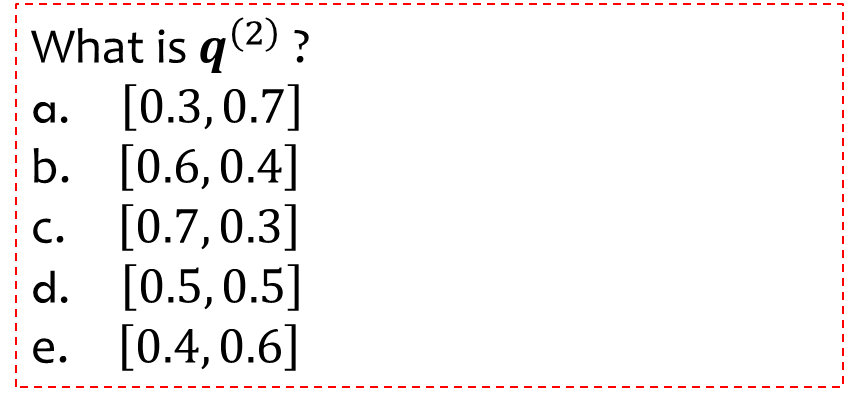 What is q⁽²⁾ ?
a. [0.3, 0.7]
b. [0.6, 0.4]
c. [0.7, 0.3]
d. [0.5, 0.5]
e. [0.4, 0.6]